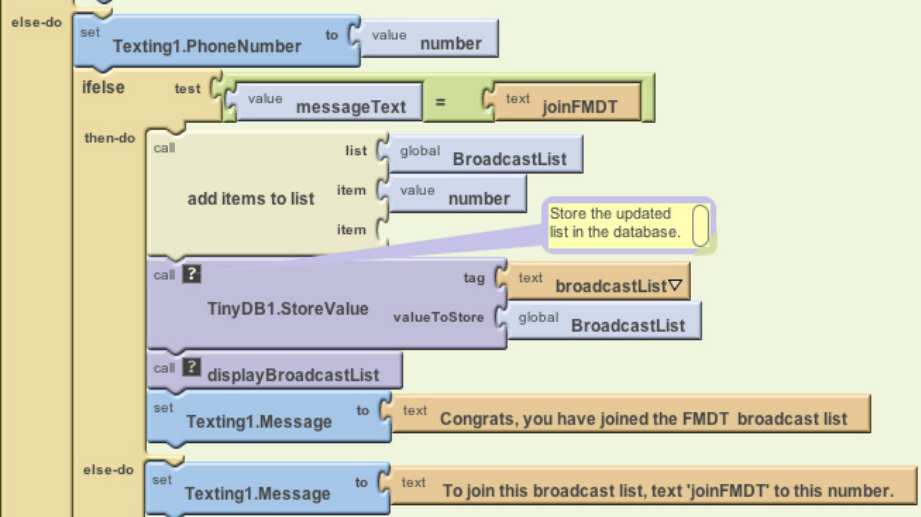 else-do
set Texting1.PhoneNumber to value number
ifelse test value messageText = text joinFMDT
then-do
call add items to list list global BroadcastList
item value number
item
Store the updated
list in the database.
call ? TinyDB1.StoreValue tag text broadcastList
valueToStore global BroadcastList
call ? displayBroadcastList
set Texting1.Message to text Congrats, you have joined the FMDT broadcast list
else-do
set Texting1.Message to text To join this broadcast list, text 'joinFMDT' to this number.